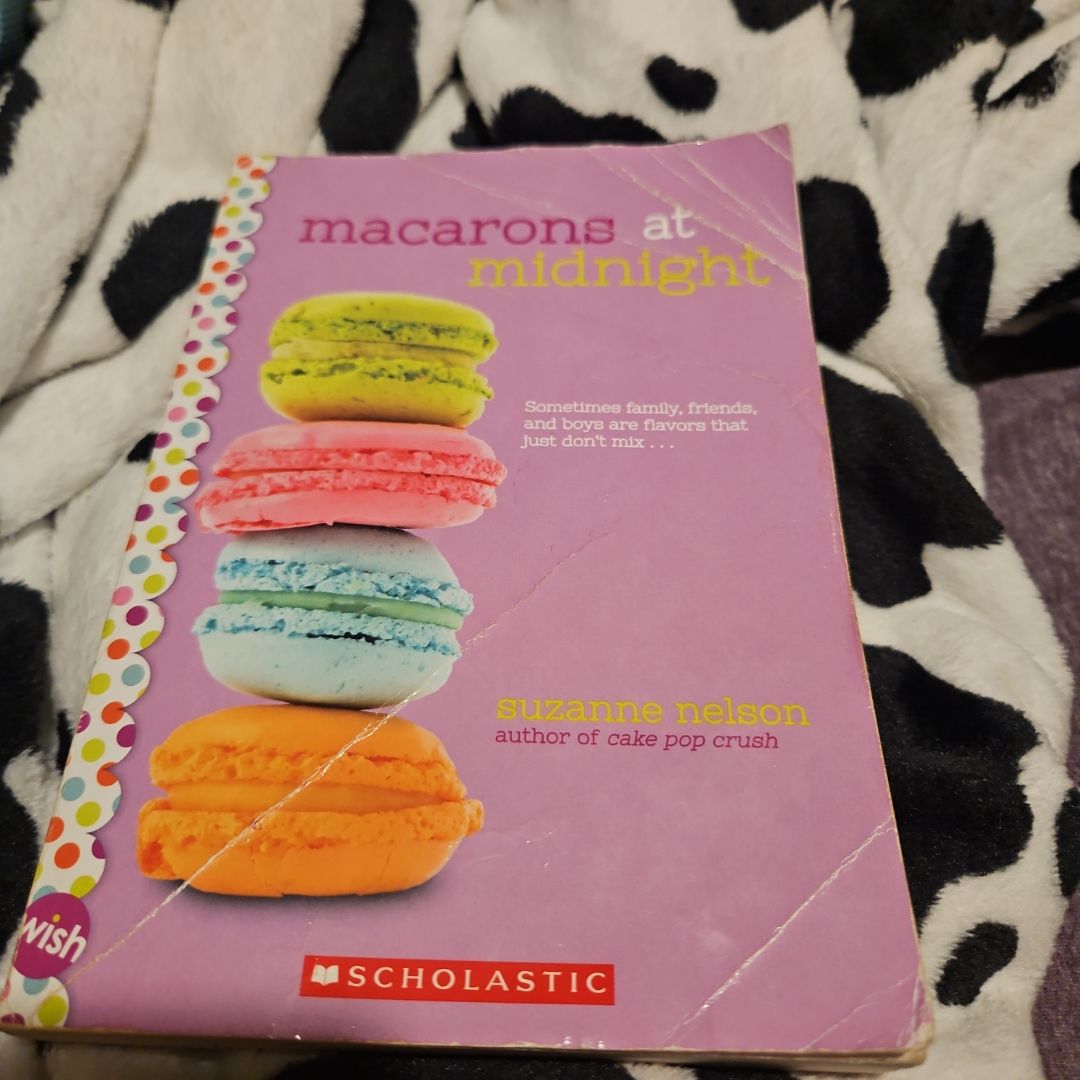 macarons at
midnight
Sometimes family, friends,
and boys are flavors that
just don't mix . . .
suzanne nelson
author of cake pop crush
wish
SCHOLASTIC